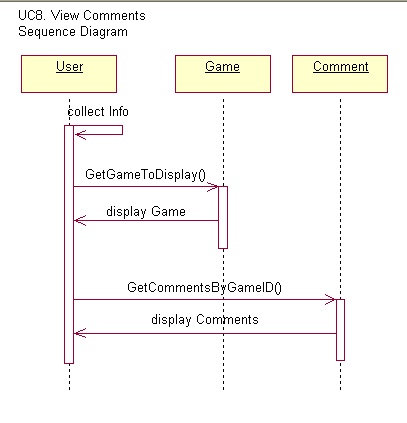 UC8. View Comments
Sequence Diagram
User
Game
Comment
collect Info
GetGameToDisplay()
display Game
GetCommentsByGameID()
display Comments